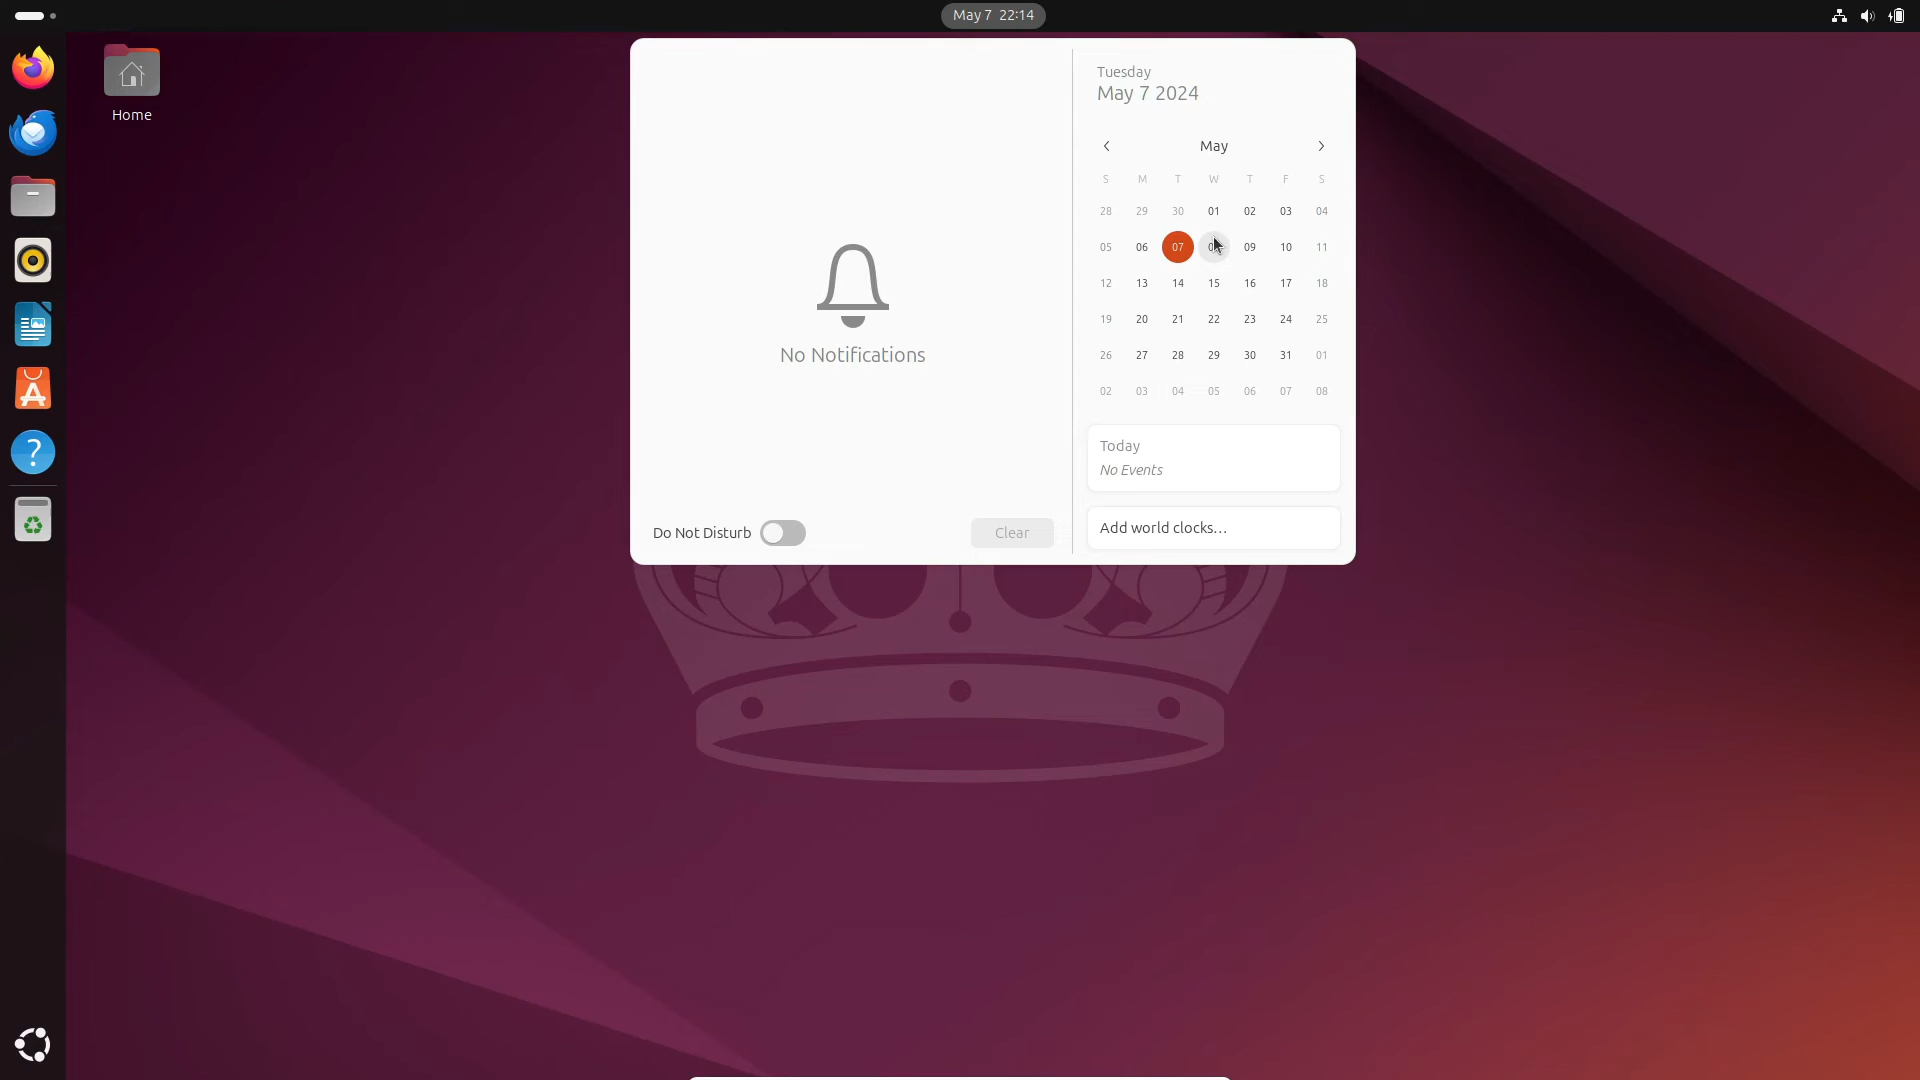 May 7 22:14
Home
No Notifications
Do Not Disturb
Clear
Tuesday
May 7 2024
May
S M T W T F S
28 29 30 01 02 03 04
05 06 07 09 10 11
12 13 14 15 16 17 18
19 20 21 22 23 24 25
26 27 28 29 30 31 01
02 03 04 05 06 07 08
Today
No Events
Add world clocks…